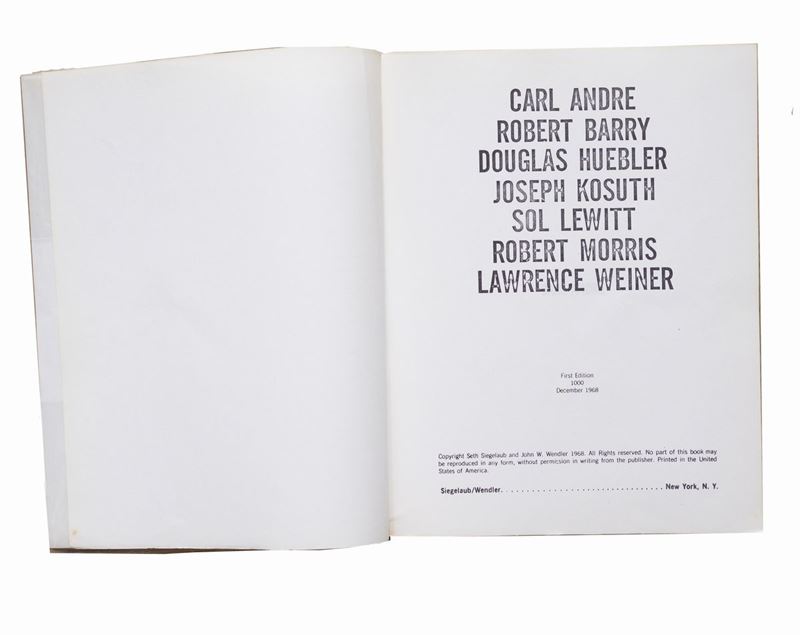 CARL ANDRE
ROBERT BARRY
DOUGLAS HUEBLER
JOSEPH KOSUTH
SOL LEWITT
ROBERT MORRIS
LAWRENCE WEINER
First Edition
1000
December 1968
Copyright Seth Siegelaub and John W. Wendler 1968. All Rights reserved. No part of this book may
be reproduced in any form, without permission in writing from the publisher. Printed in the United
States of America.
Siegelaub/Wendler. . . . . . . . . . . . . . . . . . . . . . . . . . . . . . . New York, N. Y.